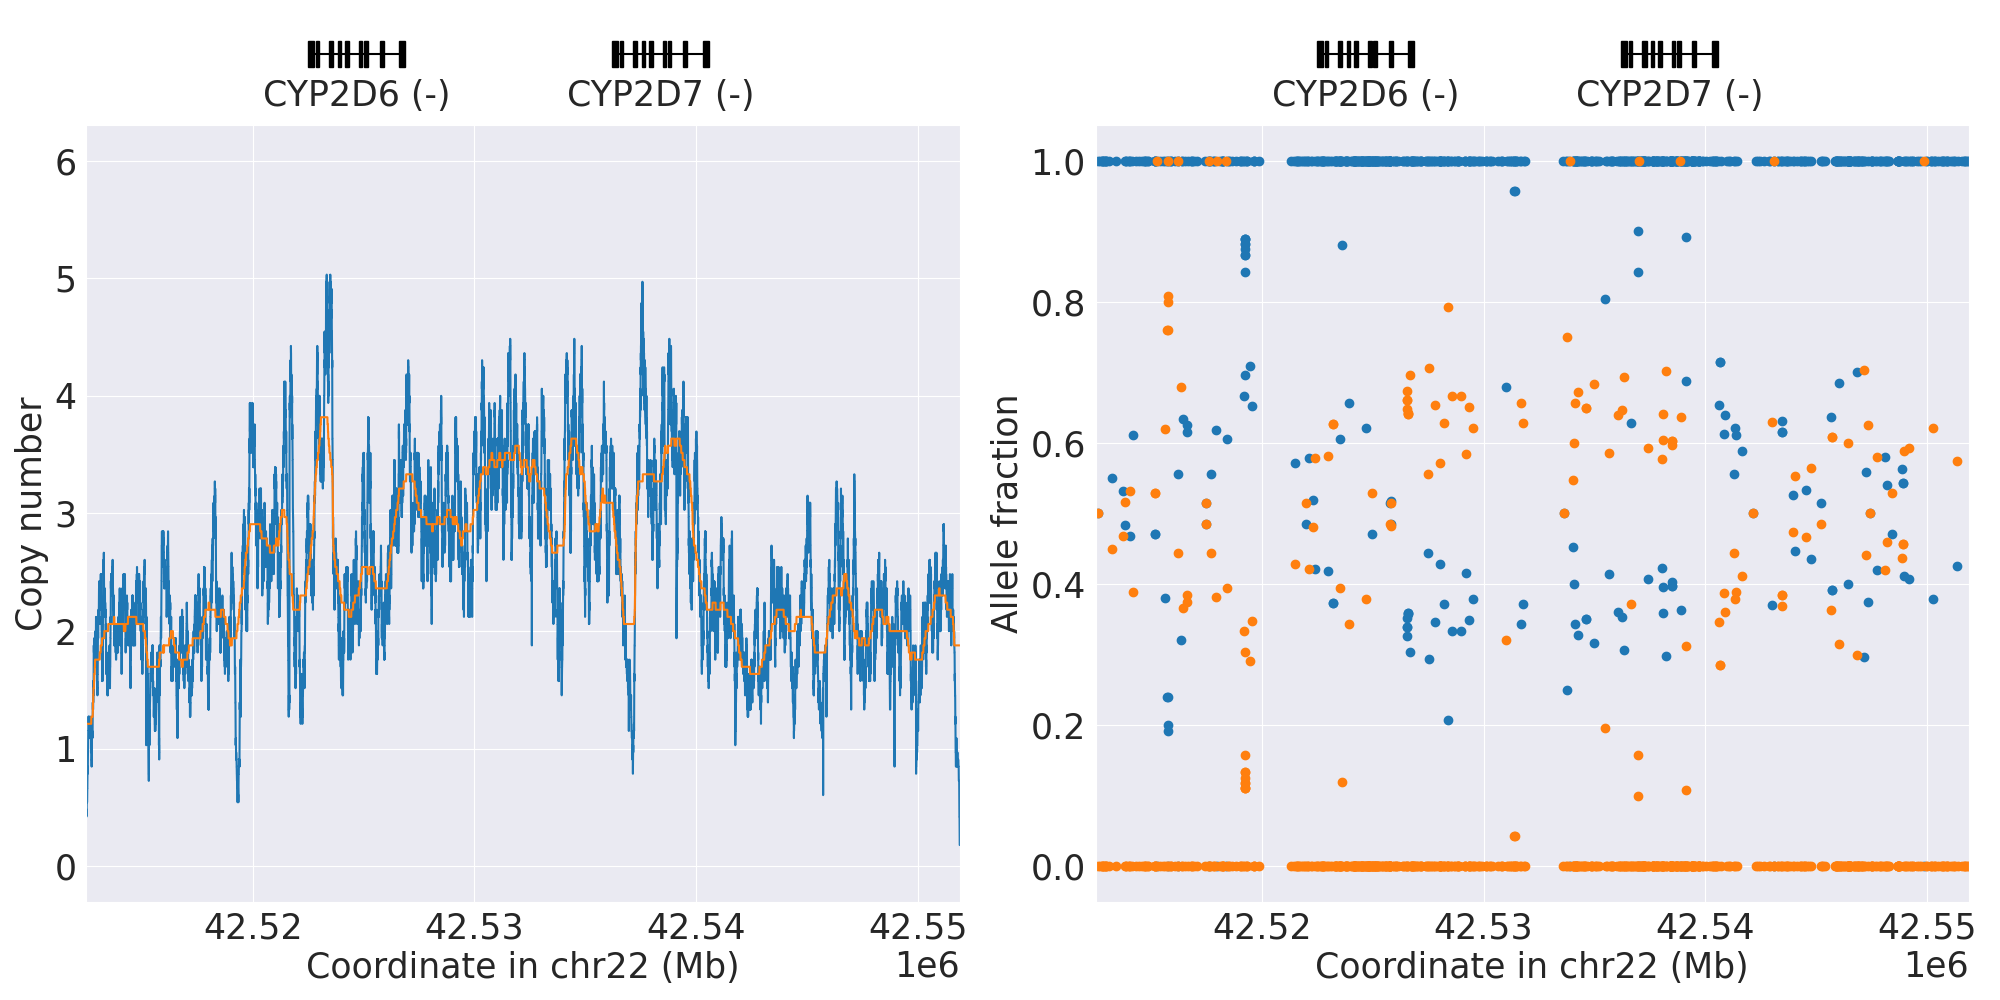 CYP2D6 (-) CYP2D7 (-)
6
5
4
3
2
1
0
Copy number
42.52 42.53 42.54 42.55
Coordinate in chr22 (Mb) 1e6
CYP2D6 (-) CYP2D7 (-)
1.0
0.8
0.6
0.4
0.2
0.0
Allele fraction
42.52 42.53 42.54 42.55
Coordinate in chr22 (Mb) 1e6